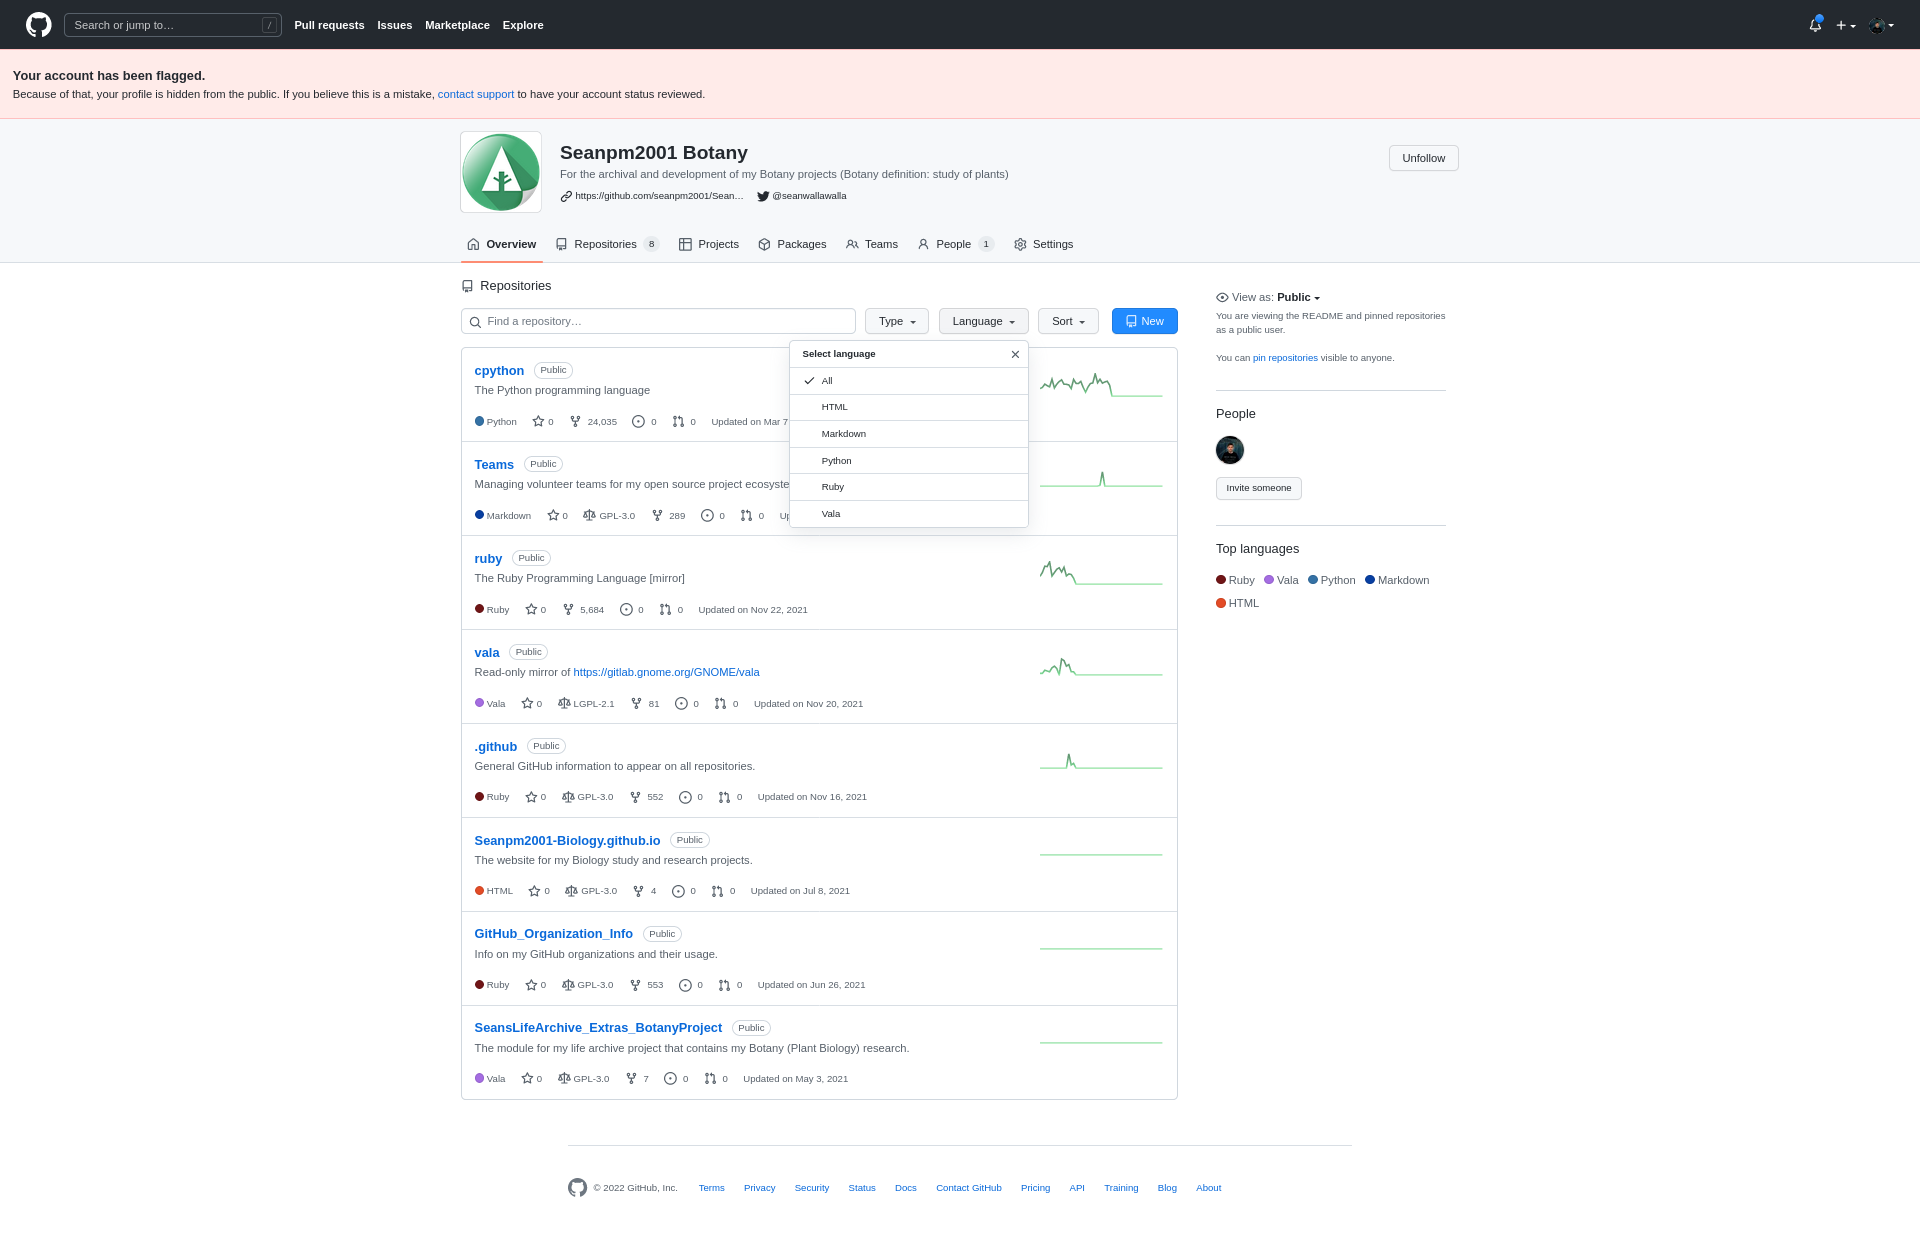 Search or jump to… /
Pull requests Issues Marketplace Explore
Your account has been flagged.
Because of that, your profile is hidden from the public. If you believe this is a mistake, contact support to have your account status reviewed.
Seanpm2001 Botany
Unfollow
For the archival and development of my Botany projects (Botany definition: study of plants)
https://github.com/seanpm2001/Sean… @seanwallawalla
Overview Repositories 8 Projects Packages Teams People 1 Settings
Repositories
Find a repository…
Type Language Sort New
Select language
All
HTML
Markdown
Python
Ruby
Vala
cpython Public
The Python programming language
Python 0 24,035 0 0 Updated on Mar 7
Teams Public
Managing volunteer teams for my open source project ecosyste
Markdown 0 GPL-3.0 289 0 0 Up
ruby Public
The Ruby Programming Language [mirror]
Ruby 0 5,684 0 0 Updated on Nov 22, 2021
vala Public
Read-only mirror of https://gitlab.gnome.org/GNOME/vala
Vala 0 LGPL-2.1 81 0 0 Updated on Nov 20, 2021
.github Public
General GitHub information to appear on all repositories.
Ruby 0 GPL-3.0 552 0 0 Updated on Nov 16, 2021
Seanpm2001-Biology.github.io Public
The website for my Biology study and research projects.
HTML 0 GPL-3.0 4 0 0 Updated on Jul 8, 2021
GitHub_Organization_Info Public
Info on my GitHub organizations and their usage.
Ruby 0 GPL-3.0 553 0 0 Updated on Jun 26, 2021
SeansLifeArchive_Extras_BotanyProject Public
The module for my life archive project that contains my Botany (Plant Biology) research.
Vala 0 GPL-3.0 7 0 0 Updated on May 3, 2021
View as: Public
You are viewing the README and pinned repositories
as a public user.
You can pin repositories visible to anyone.
People
Invite someone
Top languages
Ruby Vala Python Markdown
HTML
© 2022 GitHub, Inc. Terms Privacy Security Status Docs Contact GitHub Pricing API Training Blog About